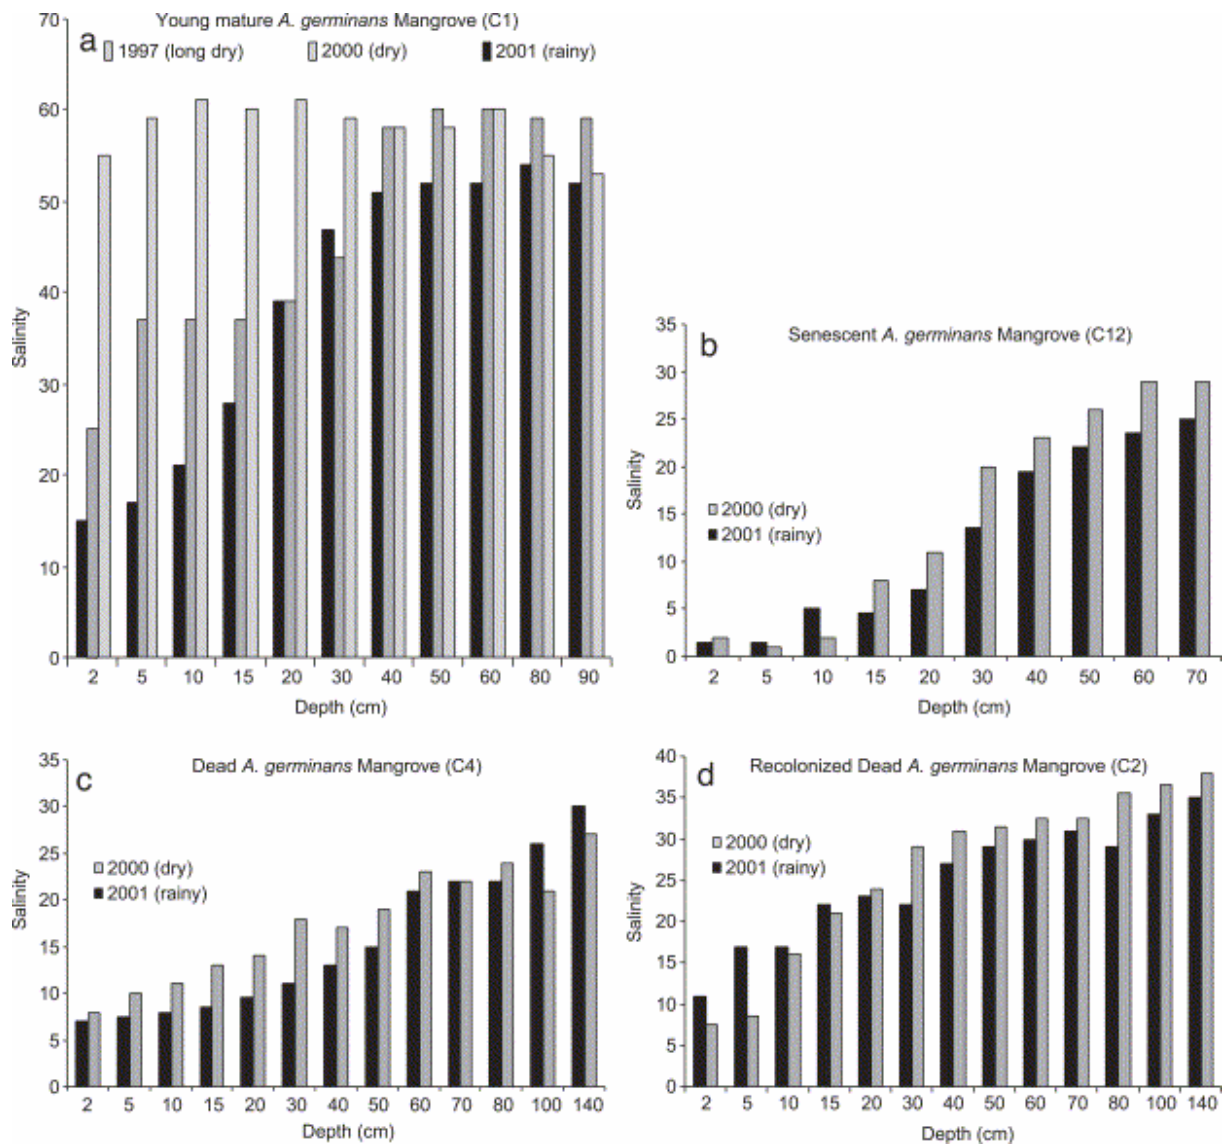 Young mature A. germinans Mangrove (C1)
a
1997 (long dry) 2000 (dry) 2001 (rainy)
70
60
50
40
30
20
10
0
Salinity
2 5 10 15 20 30 40 50 60 80 90
Depth (cm)
b
Senescent A. germinans Mangrove (C12)
35
30
25
20
15
10
5
0
Salinity
2000 (dry)
2001 (rainy)
2 5 10 15 20 30 40 50 60 70
Depth (cm)
c
Dead A. germinans Mangrove (C4)
35
30
25
20
15
10
5
0
Salinity
2000 (dry)
2001 (rainy)
2 5 10 15 20 30 40 50 60 70 80 100 140
Depth (cm)
d
Recolonized Dead A. germinans Mangrove (C2)
40
35
30
25
20
15
10
5
0
Salinity
2000 (dry)
2001 (rainy)
2 5 10 15 20 30 40 50 60 70 80 100 140
Depth (cm)